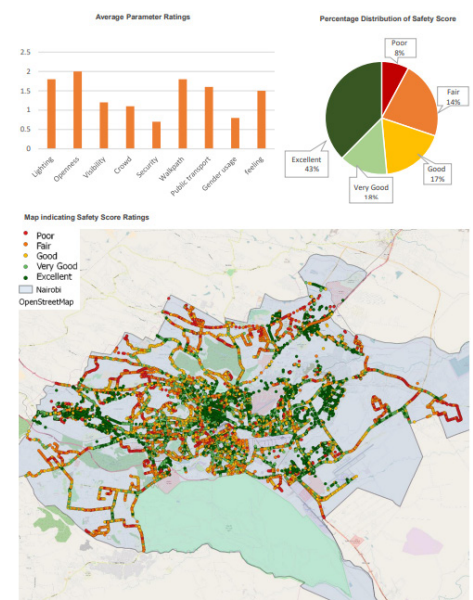 Average Parameter Ratings
2.5
2
1.5
1
0.5
0
Lighting
Openness
Visibility
Crowd
Security
Walkpath
Public transport
Gender usage
feeling
Percentage Distribution of Safety Score
Poor
8%
Fair
14%
Good
17%
Very Good
18%
Excellent
43%
Map indicating Safety Score Ratings
Poor
Fair
Good
Very Good
Excellent
Nairobi
OpenStreetMap